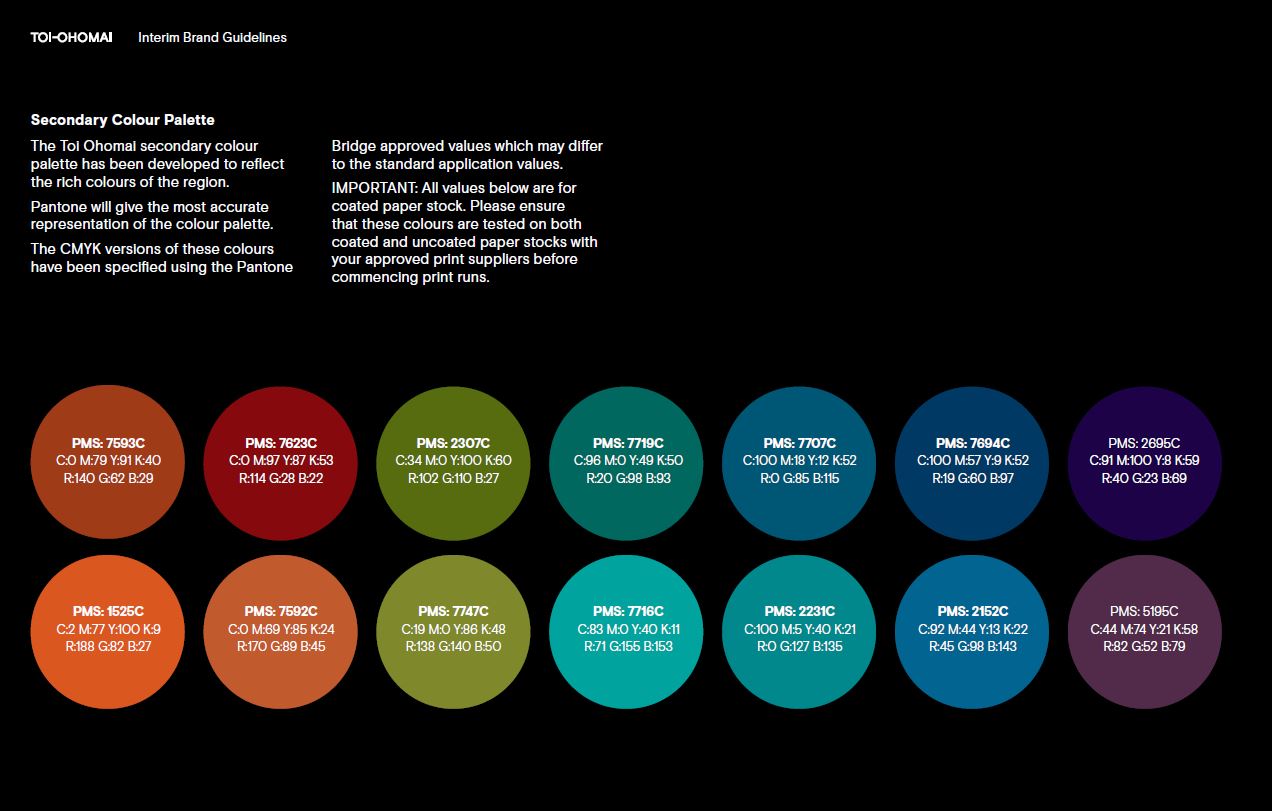 TOI-OHOMAI Interim Brand Guidelines
Secondary Colour Palette
The Toi Ohomai secondary colour
palette has been developed to reflect
the rich colours of the region.
Pantone will give the most accurate
representation of the colour palette.
The CMYK versions of these colours
have been specified using the Pantone
Bridge approved values which may differ
to the standard application values.
IMPORTANT: All values below are for
coated paper stock. Please ensure
that these colours are tested on both
coated and uncoated paper stocks with
your approved print suppliers before
commencing print runs.
PMS: 7593C
C:0 M:79 Y:91 K:40
R:140 G:62 B:29
PMS: 7623C
C:0 M:97 Y:87 K:53
R:114 G:28 B:22
PMS: 2307C
C:34 M:0 Y:100 K:60
R:102 G:110 B:27
PMS: 7719C
C:96 M:0 Y:49 K:50
R:20 G:98 B:93
PMS: 7707C
C:100 M:18 Y:12 K:52
R:0 G:85 B:115
PMS: 7694C
C:100 M:57 Y:9 K:52
R:19 G:60 B:97
PMS: 2695C
C:91 M:100 Y:8 K:59
R:40 G:23 B:69
PMS: 1525C
C:2 M:77 Y:100 K:9
R:188 G:82 B:27
PMS: 7592C
C:0 M:69 Y:85 K:24
R:170 G:89 B:45
PMS: 7747C
C:19 M:0 Y:86 K:48
R:138 G:140 B:50
PMS: 7716C
C:83 M:0 Y:40 K:11
R:71 G:155 B:153
PMS: 2231C
C:100 M:5 Y:40 K:21
R:0 G:127 B:135
PMS: 2152C
C:92 M:44 Y:13 K:22
R:45 G:98 B:143
PMS: 5195C
C:44 M:74 Y:21 K:58
R:82 G:52 B:79